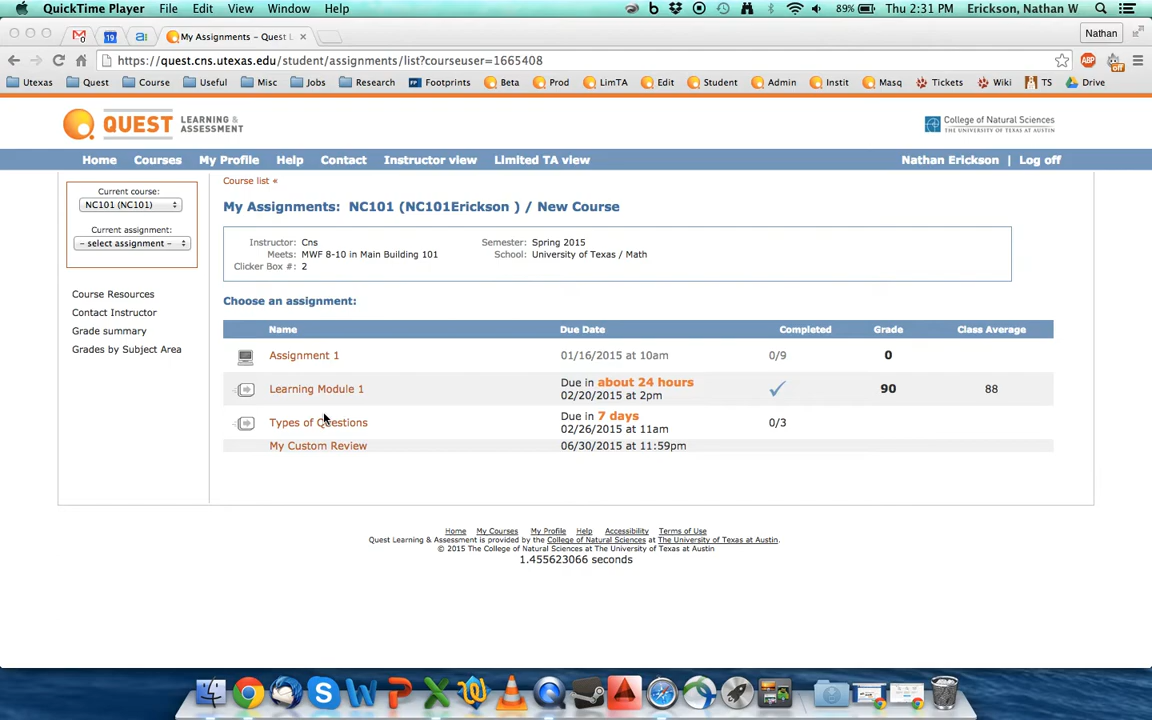 QuickTime Player File Edit View Window Help 89% Thu 2:31 PM Erickson, Nathan W
My Assignments – Quest L Nathan
https://quest.cns.utexas.edu/student/assignments/list?courseuser=1665408
Utexas Quest Course Useful Misc Jobs Research Footprints Beta Prod LimTA Edit Student Admin Instit Masq Tickets Wiki TS Drive
QUEST LEARNING & ASSESSMENT
College of Natural Sciences
THE UNIVERSITY OF TEXAS AT AUSTIN
Home Courses My Profile Help Contact Instructor view Limited TA view Nathan Erickson | Log off
Current course:
NC101 (NC101)
Current assignment:
– select assignment –
Course Resources
Contact Instructor
Grade summary
Grades by Subject Area
Course list «
My Assignments: NC101 (NC101Erickson ) / New Course
Instructor: Cns Semester: Spring 2015
Meets: MWF 8-10 in Main Building 101 School: University of Texas / Math
Clicker Box #: 2
Choose an assignment:
Name Due Date Completed Grade Class Average
Assignment 1 01/16/2015 at 10am 0/9 0
Learning Module 1 Due in about 24 hours 90 88
02/20/2015 at 2pm
Types of Questions Due in 7 days 0/3
02/26/2015 at 11am
My Custom Review 06/30/2015 at 11:59pm
Home My Courses My Profile Help Accessibility Terms of Use
Quest Learning & Assessment is provided by the College of Natural Sciences at The University of Texas at Austin.
© 2015 The College of Natural Sciences at The University of Texas at Austin
1.455623066 seconds